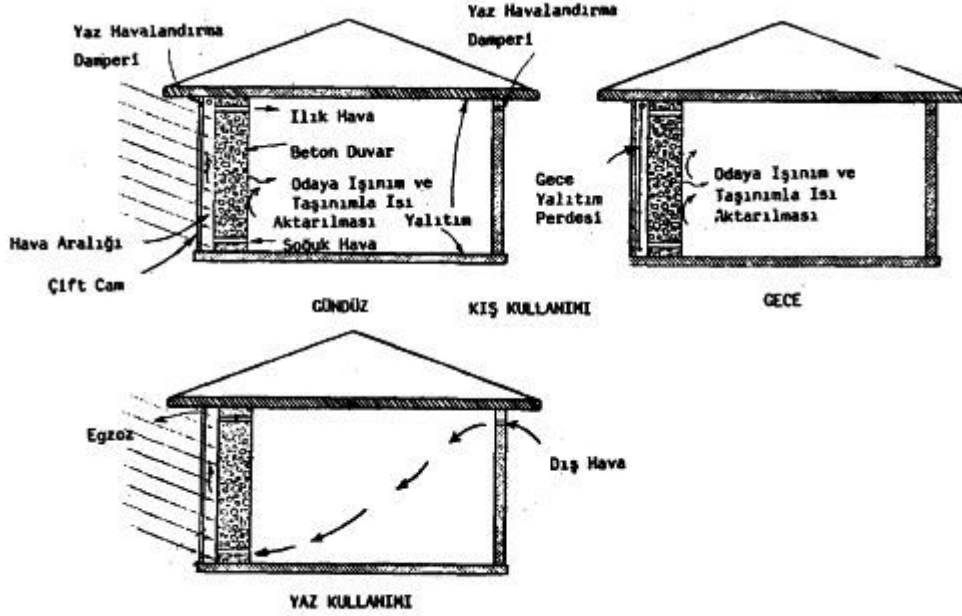 Yaz Havalandırma
Damperi
Yaz Havalandırma
Damperi
Ilık Hava
Beton Duvar
Odaya Işınım ve
Taşınımla Isı
Aktarılması
Yalıtım
Soğuk Hava
Hava Aralığı
Çift Cam
Gece
Yalıtım
Perdesi
Odaya Işınım ve
Taşınımla Isı
Aktarılması
GÜNDÜZ
KIŞ KULLANIMI
GECE
Egzoz
Dış Hava
YAZ KULLANIMI